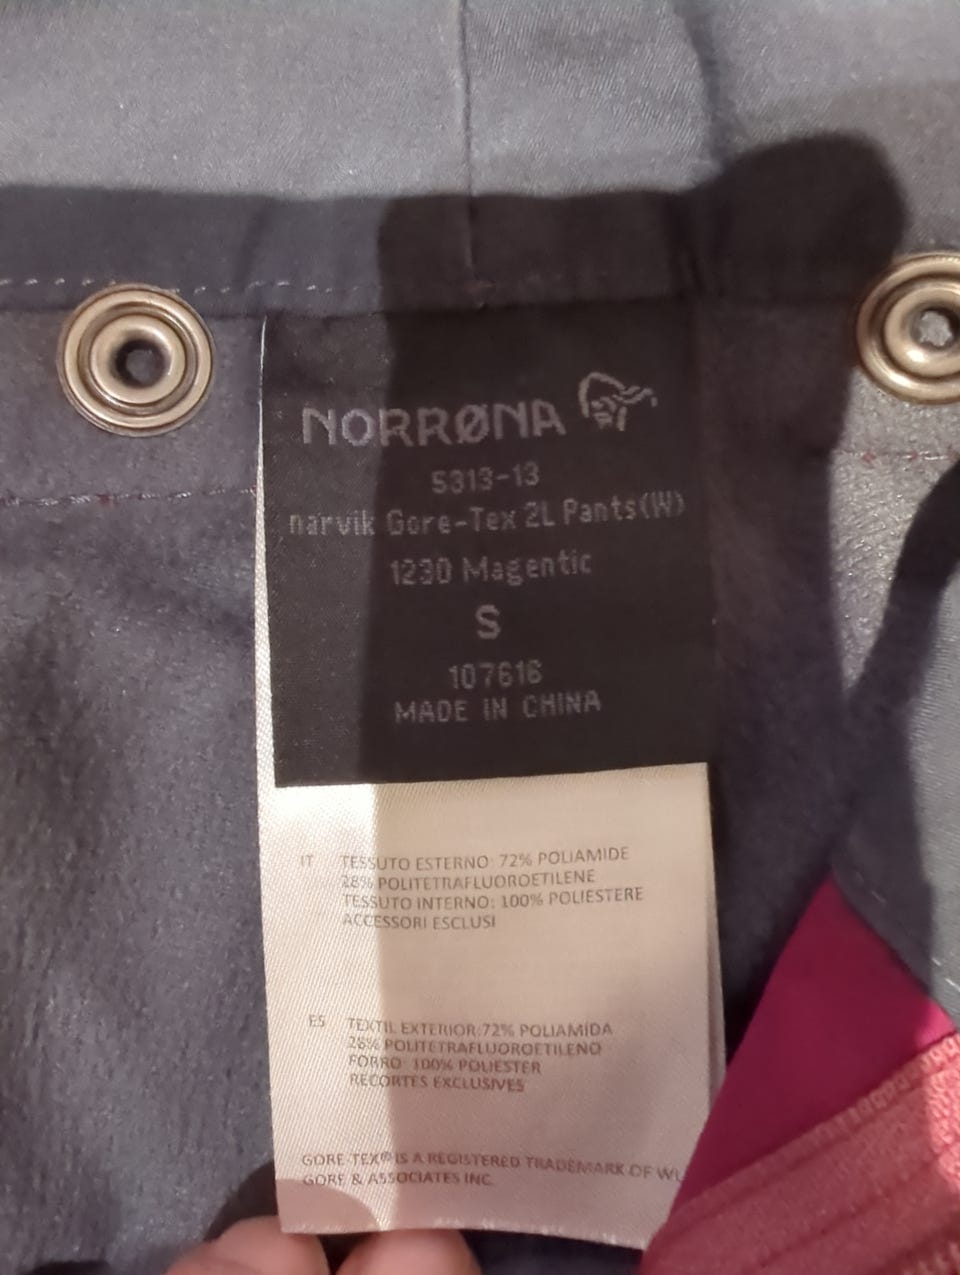 NORRØNA
5313-13
narvik Gore-Tex 2L Pants(W)
1230 Magentic
S
107616
MADE IN CHINA
IT TESSUTO ESTERNO: 72% POLIAMIDE
28% POLITETRAFLUOROETILENE
TESSUTO INTERNO: 100% POLIESTERE
ACCESSORI ESCLUSI
ES TEXTIL EXTERIOR:72% POLIAMIDA
28% POLITETRAFLUOROETILENO
FORRO: 100% POLIESTER
RECORTES EXCLUSIVES
GORE-TEX® IS A REGISTERED TRADEMARK OF WL
GORE & ASSOCIATES INC.